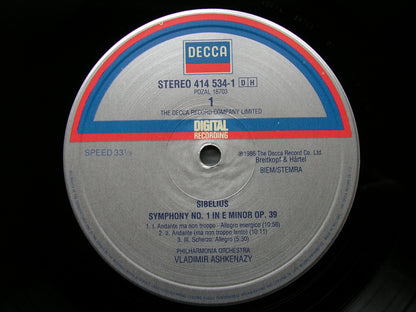 DECCA
STEREO 414 534-1 DH
POZAL 18703
1
THE DECCA RECORD COMPANY LIMITED
DIGITAL
RECORDING
SPEED 33⅓
℗1986 The Decca Record Co. Ltd.
Breitkopf & Härtel
BIEM/STEMRA
SIBELIUS
SYMPHONY NO. 1 IN E MINOR OP. 39
1. I. Andante ma non troppo - Allegro energico (10:56)
2. II. Andante (ma non troppo lento) (10:11)
3. III. Scherzo: Allegro (5:30)
PHILHARMONIA ORCHESTRA
VLADIMIR ASHKENAZY